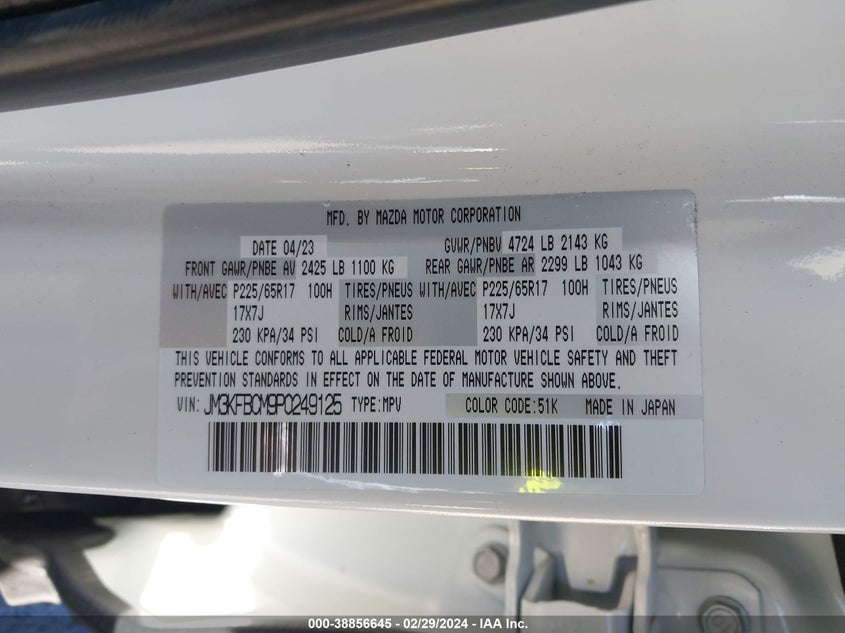 MFD. BY MAZDA MOTOR CORPORATION
DATE 04/23 GVWR/PNBV 4724 LB 2143 KG
FRONT GAWR/PNBE AV 2425 LB 1100 KG REAR GAWR/PNBE AR 2299 LB 1043 KG
WITH/AVEC P225/65R17 100H TIRES/PNEUS WITH/AVEC P225/65R17 100H TIRES/PNEUS
17X7J RIMS/JANTES 17X7J RIMS/JANTES
230 KPA/34 PSI COLD/A FROID 230 KPA/34 PSI COLD/A FROID
THIS VEHICLE CONFORMS TO ALL APPLICABLE FEDERAL MOTOR VEHICLE SAFETY AND THEFT
PREVENTION STANDARDS IN EFFECT ON THE DATE OF MANUFACTURE SHOWN ABOVE.
VIN: JM3KFBCM9P0249125 TYPE:MPV COLOR CODE:51K MADE IN JAPAN
000-38856645 - 02/29/2024 - IAA Inc.